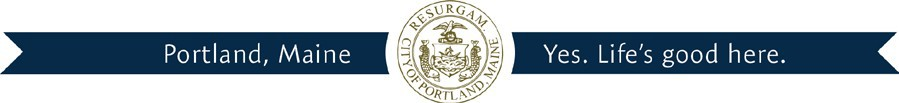 Portland, Maine
RESURGAM.
CITY OF PORTLAND, MAINE
Yes. Life's good here.